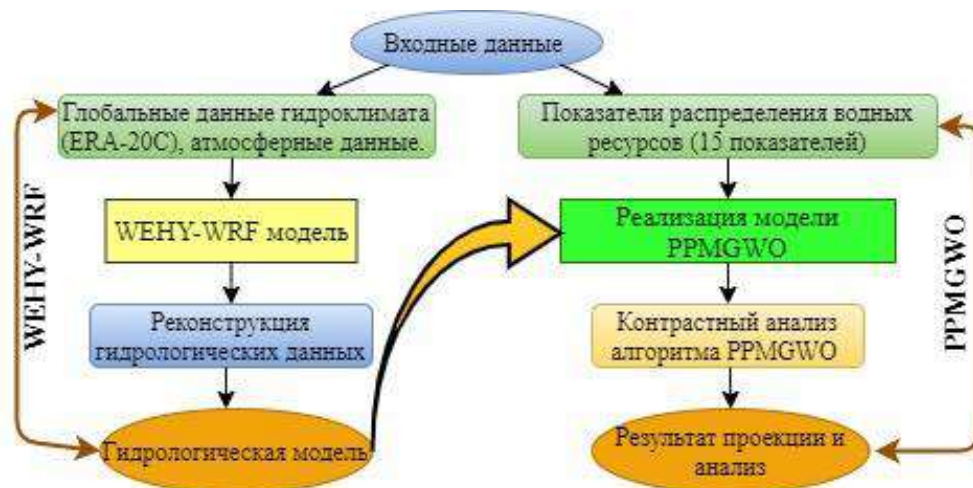 Входные данные
Глобальные данные гидроклимата
(ERA-20C), атмосферные данные.
Показатели распределения водных
ресурсов (15 показателей)
WEHY-WRF
WEHY-WRF модель
Реализация модели
PPMGWO
PPMGWO
Реконструкция
гидрологических данных
Контрастный анализ
алгоритма PPMGWO
Гидрологическая модель
Результат проекции и
анализ